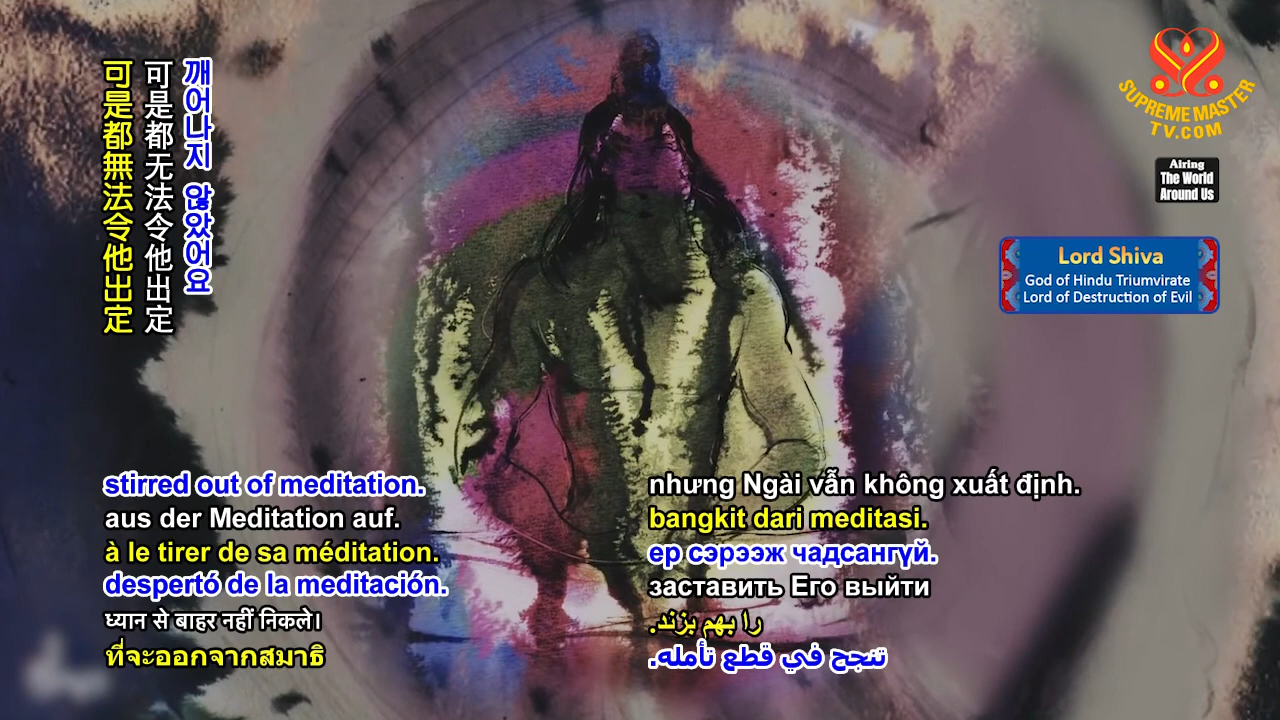 可是都無法令他出定
可是都无法令他出定
깨어나지 않았어요
SUPREME MASTER
TV.COM
Airing
The World
Around Us
Lord Shiva
God of Hindu Triumvirate
Lord of Destruction of Evil
stirred out of meditation.
aus der Meditation auf.
à le tirer de sa méditation.
despertó de la meditación.
ध्यान से बाहर नहीं निकले।
ที่จะออกจากสมาธิ
nhưng Ngài vẫn không xuất định.
bangkit dari meditasi.
ер сэрээж чадсангүй.
заставить Его выйти
را بهم بزند.
تنجح في قطع تأمله.